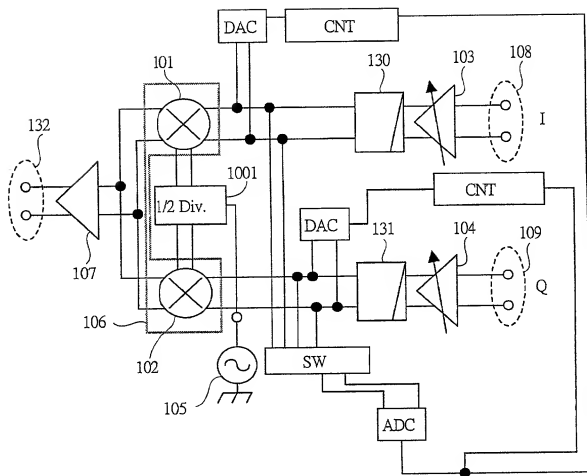 DAC
CNT
101
130
103
108
I
132
1001
1/2 Div.
CNT
DAC
131
104
109
107
Q
106
102
SW
105
ADC